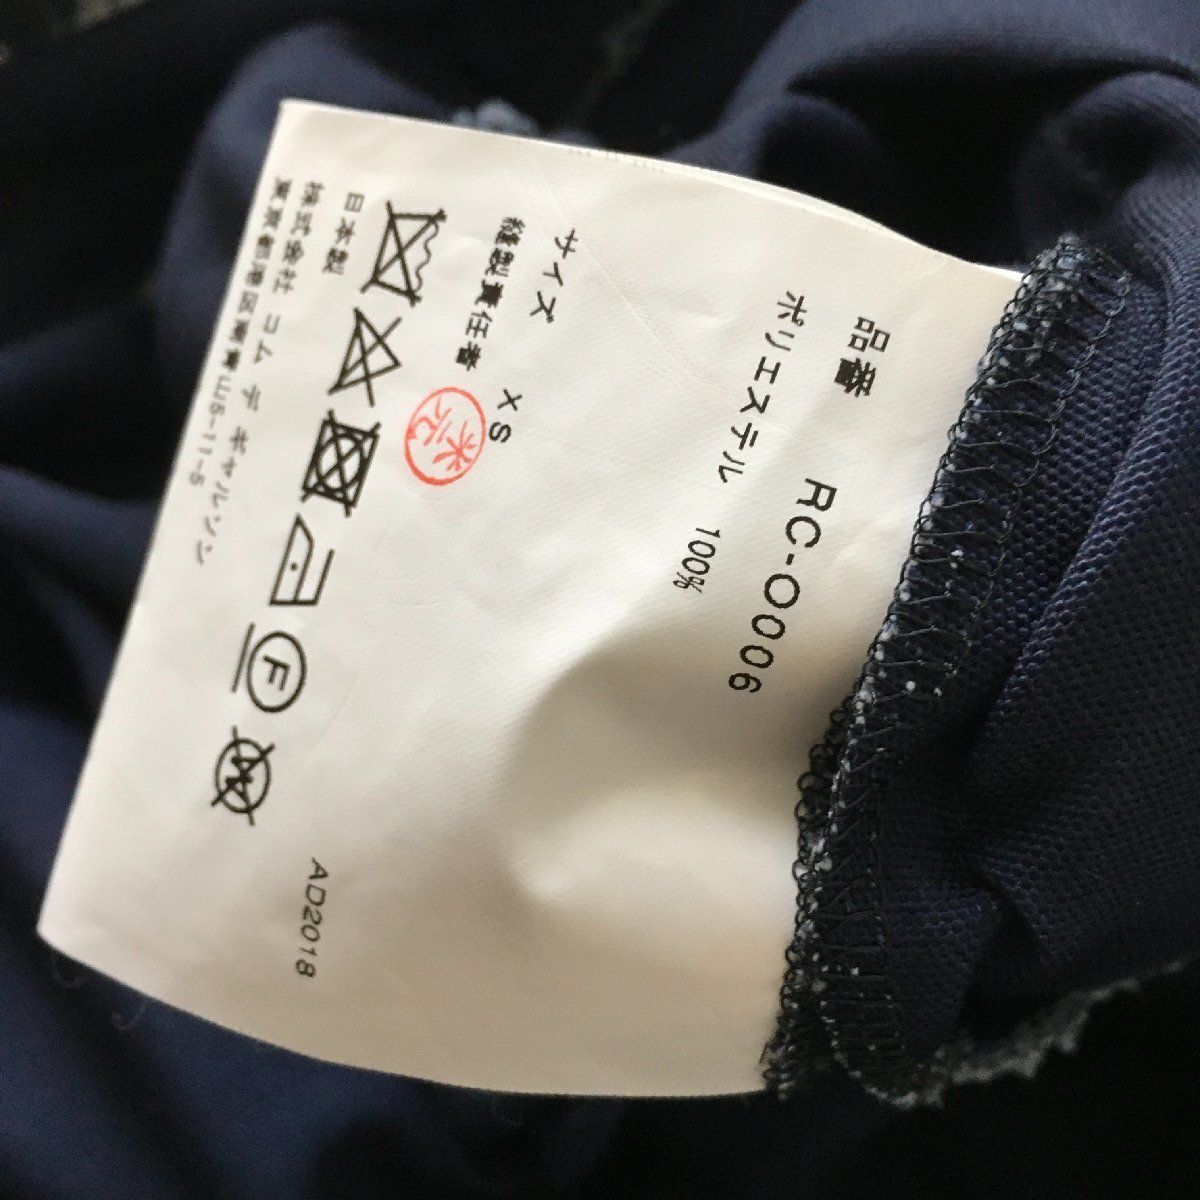 品番 RC-O006
ポリエステル 100%
サイズ XS
縫製責任者 米元
日本製
株式会社 コム デ ギャルソン
東京都港区南青山5-11-5
AD2018